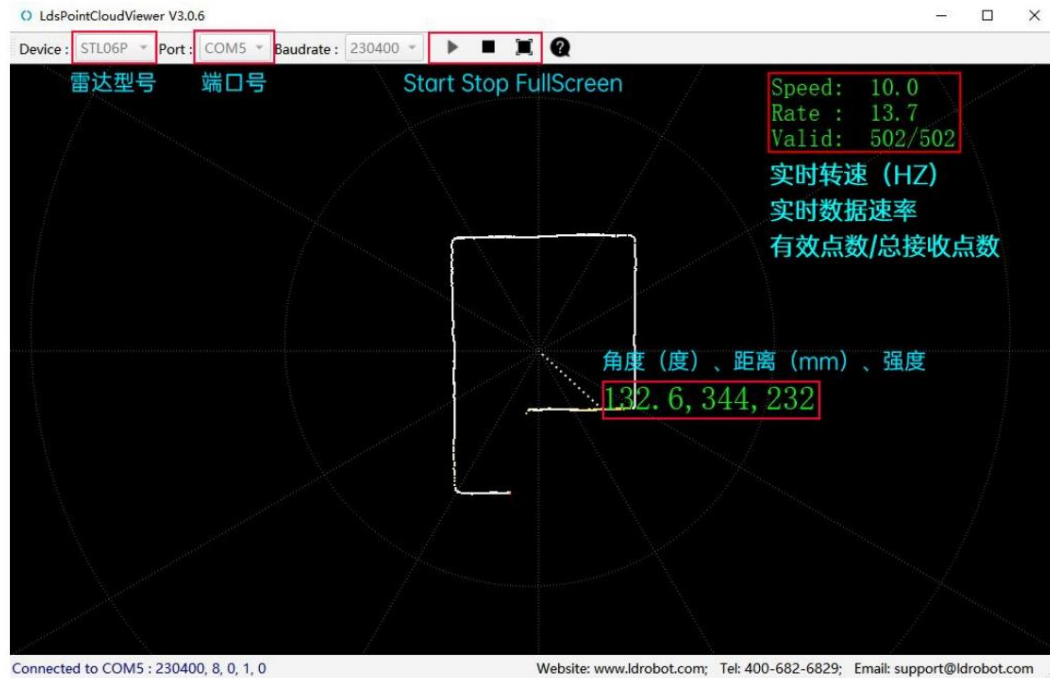 LdsPointCloudViewer V3.0.6
Device : STL06P Port : COM5 Baudrate : 230400
雷达型号 端口号 Start Stop FullScreen
Speed: 10.0
Rate : 13.7
Valid: 502/502
实时转速（HZ）
实时数据速率
有效点数/总接收点数
角度（度）、距离（mm）、强度
132.6,344,232
Connected to COM5 : 230400, 8, 0, 1, 0 Website: www.ldrobot.com; Tel: 400-682-6829; Email: support@ldrobot.com